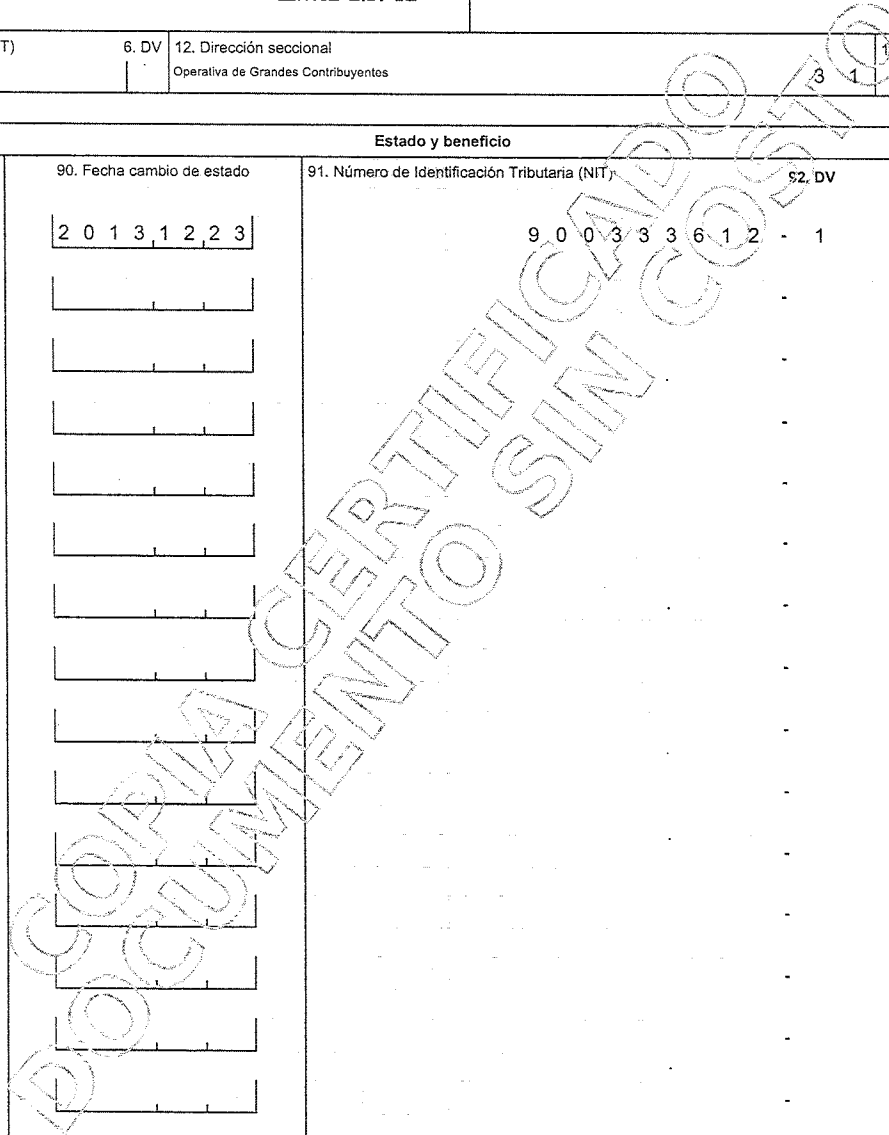 T) 6. DV 12. Dirección seccional
Operativa de Grandes Contribuyentes 3 1
Estado y beneficio
90. Fecha cambio de estado 91. Número de Identificación Tributaria (NIT) 92. DV
2 0 1 3 1 2 2 3 9 0 0 3 3 3 6 1 2 - 1
-
-
-
-
-
-
-
-
-
-
-
-
-
-
COPIA CERTIFICADO
DOCUMENTO SIN COSTO